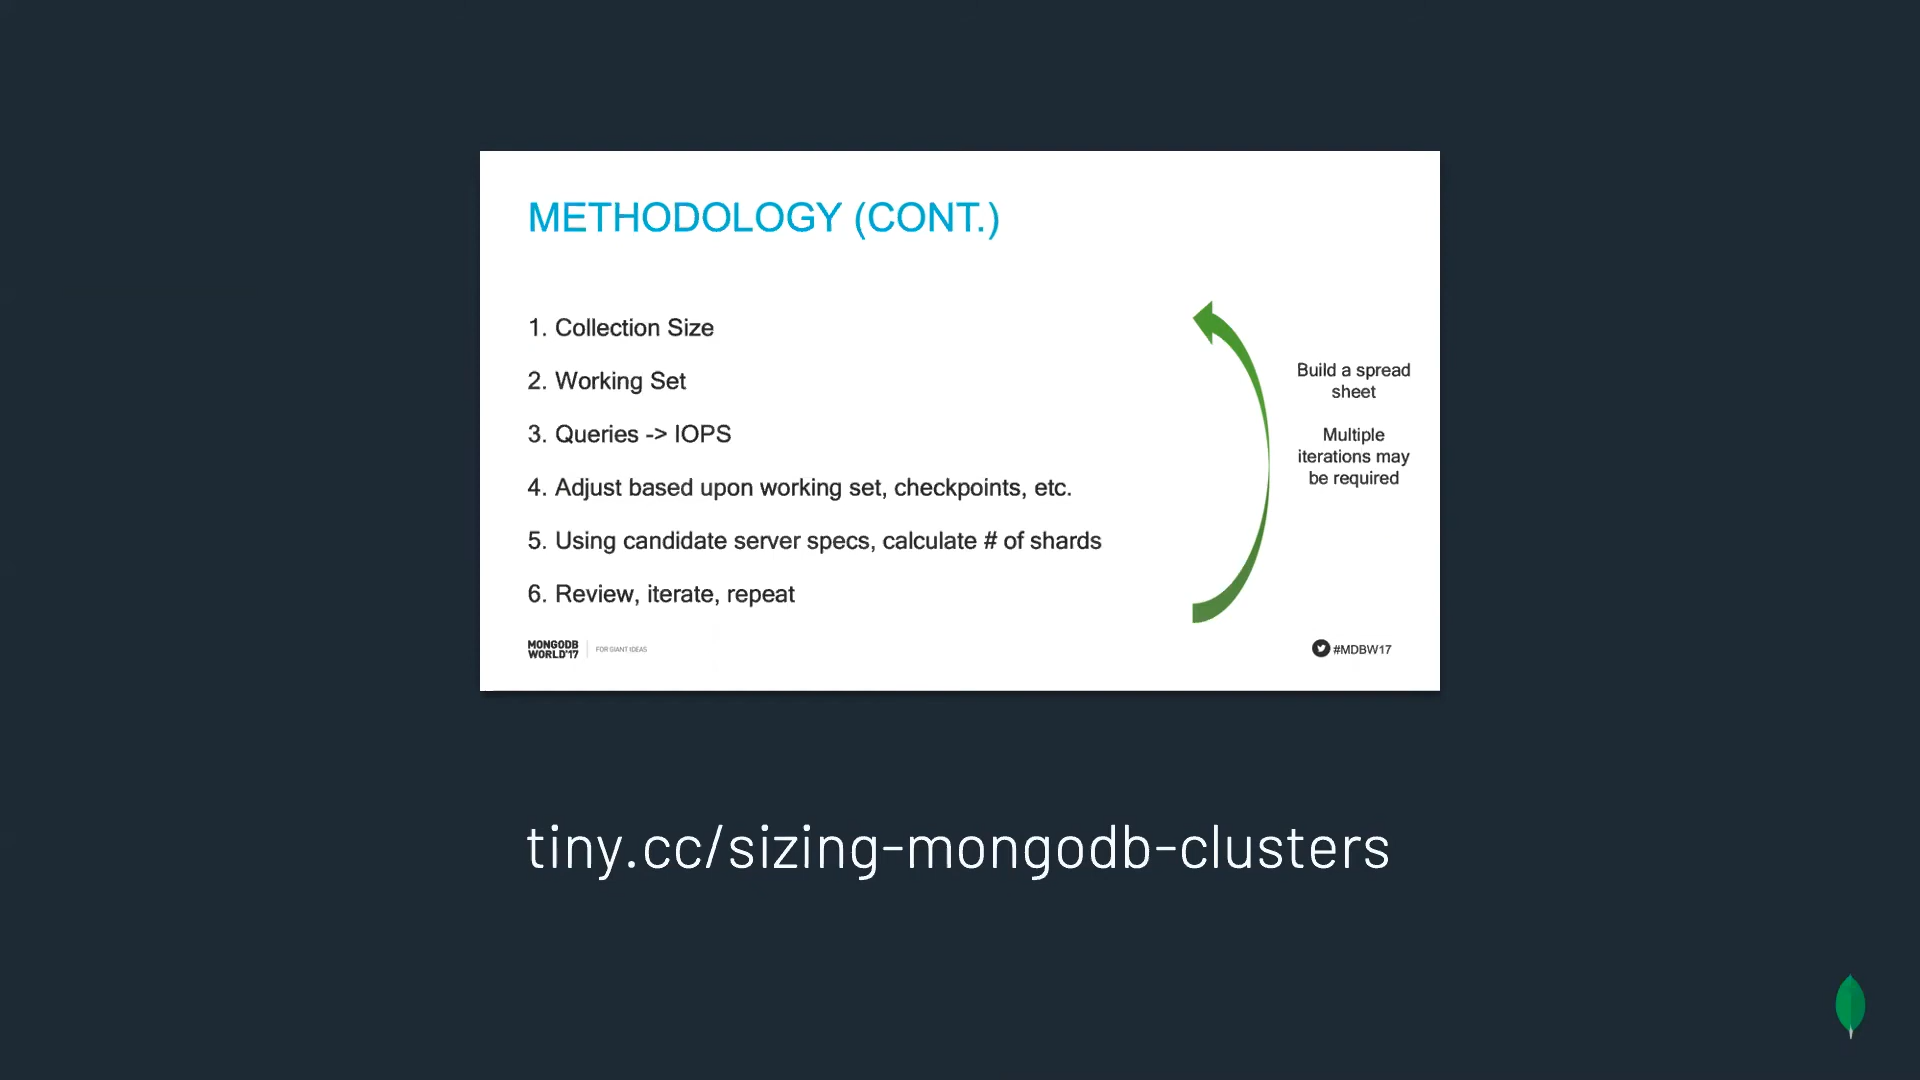 METHODOLOGY (CONT.)
1. Collection Size
2. Working Set
3. Queries -> IOPS
4. Adjust based upon working set, checkpoints, etc.
5. Using candidate server specs, calculate # of shards
6. Review, iterate, repeat
Build a spread
sheet
Multiple
iterations may
be required
MONGODB
WORLD'17
FOR GIANT IDEAS
#MDBW17
tiny.cc/sizing-mongodb-clusters